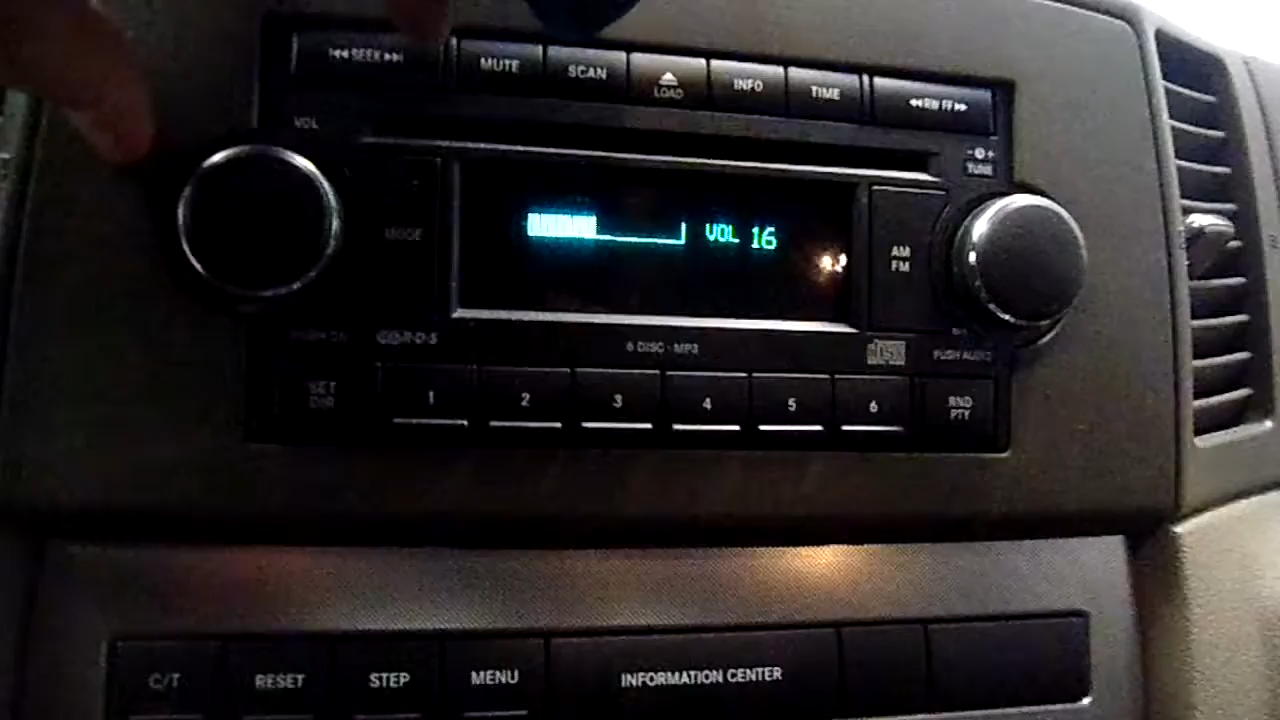 SEEK
MUTE
SCAN
LOAD
INFO
TIME
RW FF
VOL
TUNE
MODE
VOL 16
AM
FM
R·D·S
6 DISC · MP3
disc
PUSH AUDIO
SET
DIR
1
2
3
4
5
6
RND
PTY
C/T
RESET
STEP
MENU
INFORMATION CENTER